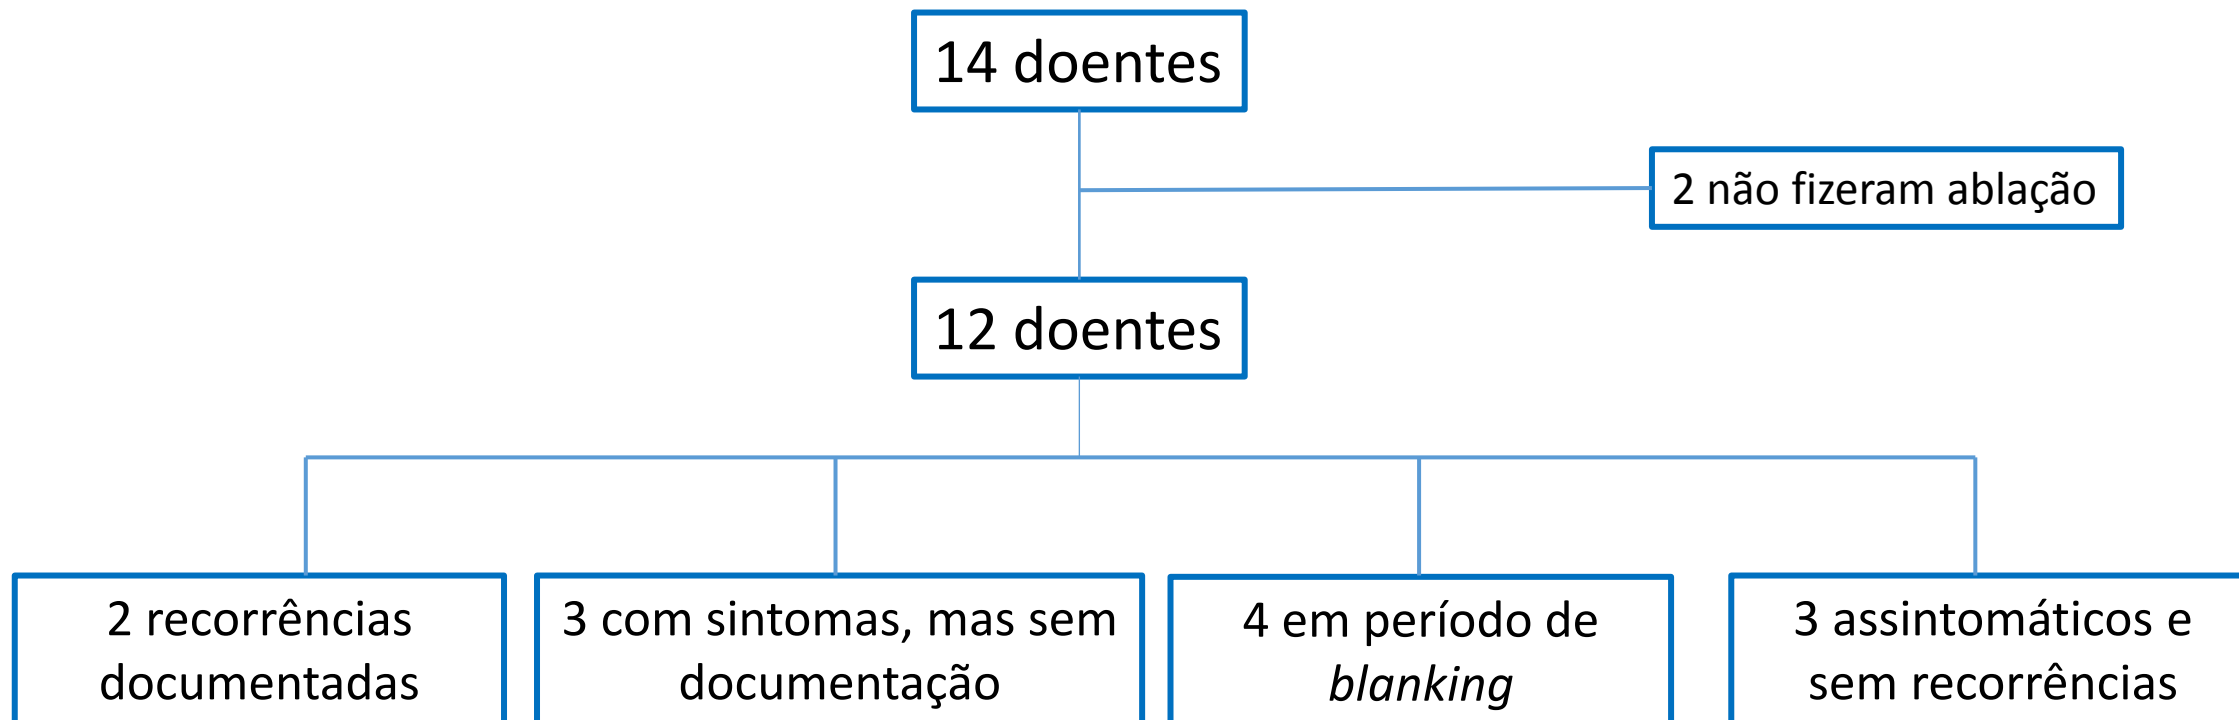 14 doentes
2 não fizeram ablação
12 doentes
2 recorrências
documentadas
3 com sintomas, mas sem
documentação
4 em período de
blanking
3 assintomáticos e
sem recorrências